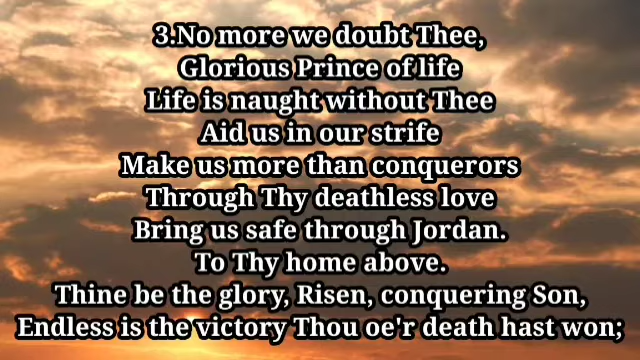 3.No more we doubt Thee,
Glorious Prince of life
Life is naught without Thee
Aid us in our strife
Make us more than conquerors
Through Thy deathless love
Bring us safe through Jordan.
To Thy home above.
Thine be the glory, Risen, conquering Son,
Endless is the victory Thou oe'r death hast won;